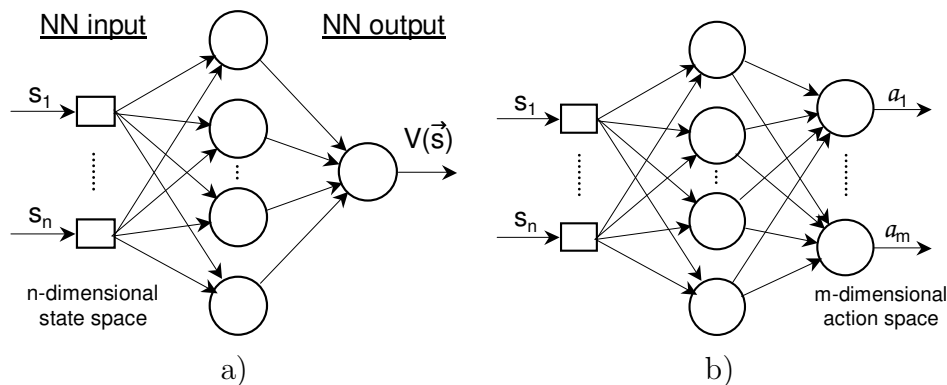 NN input
NN output
s₁
sₙ
V(s⃗)
n-dimensional
state space
a)
s₁
sₙ
a₁
aₘ
m-dimensional
action space
b)